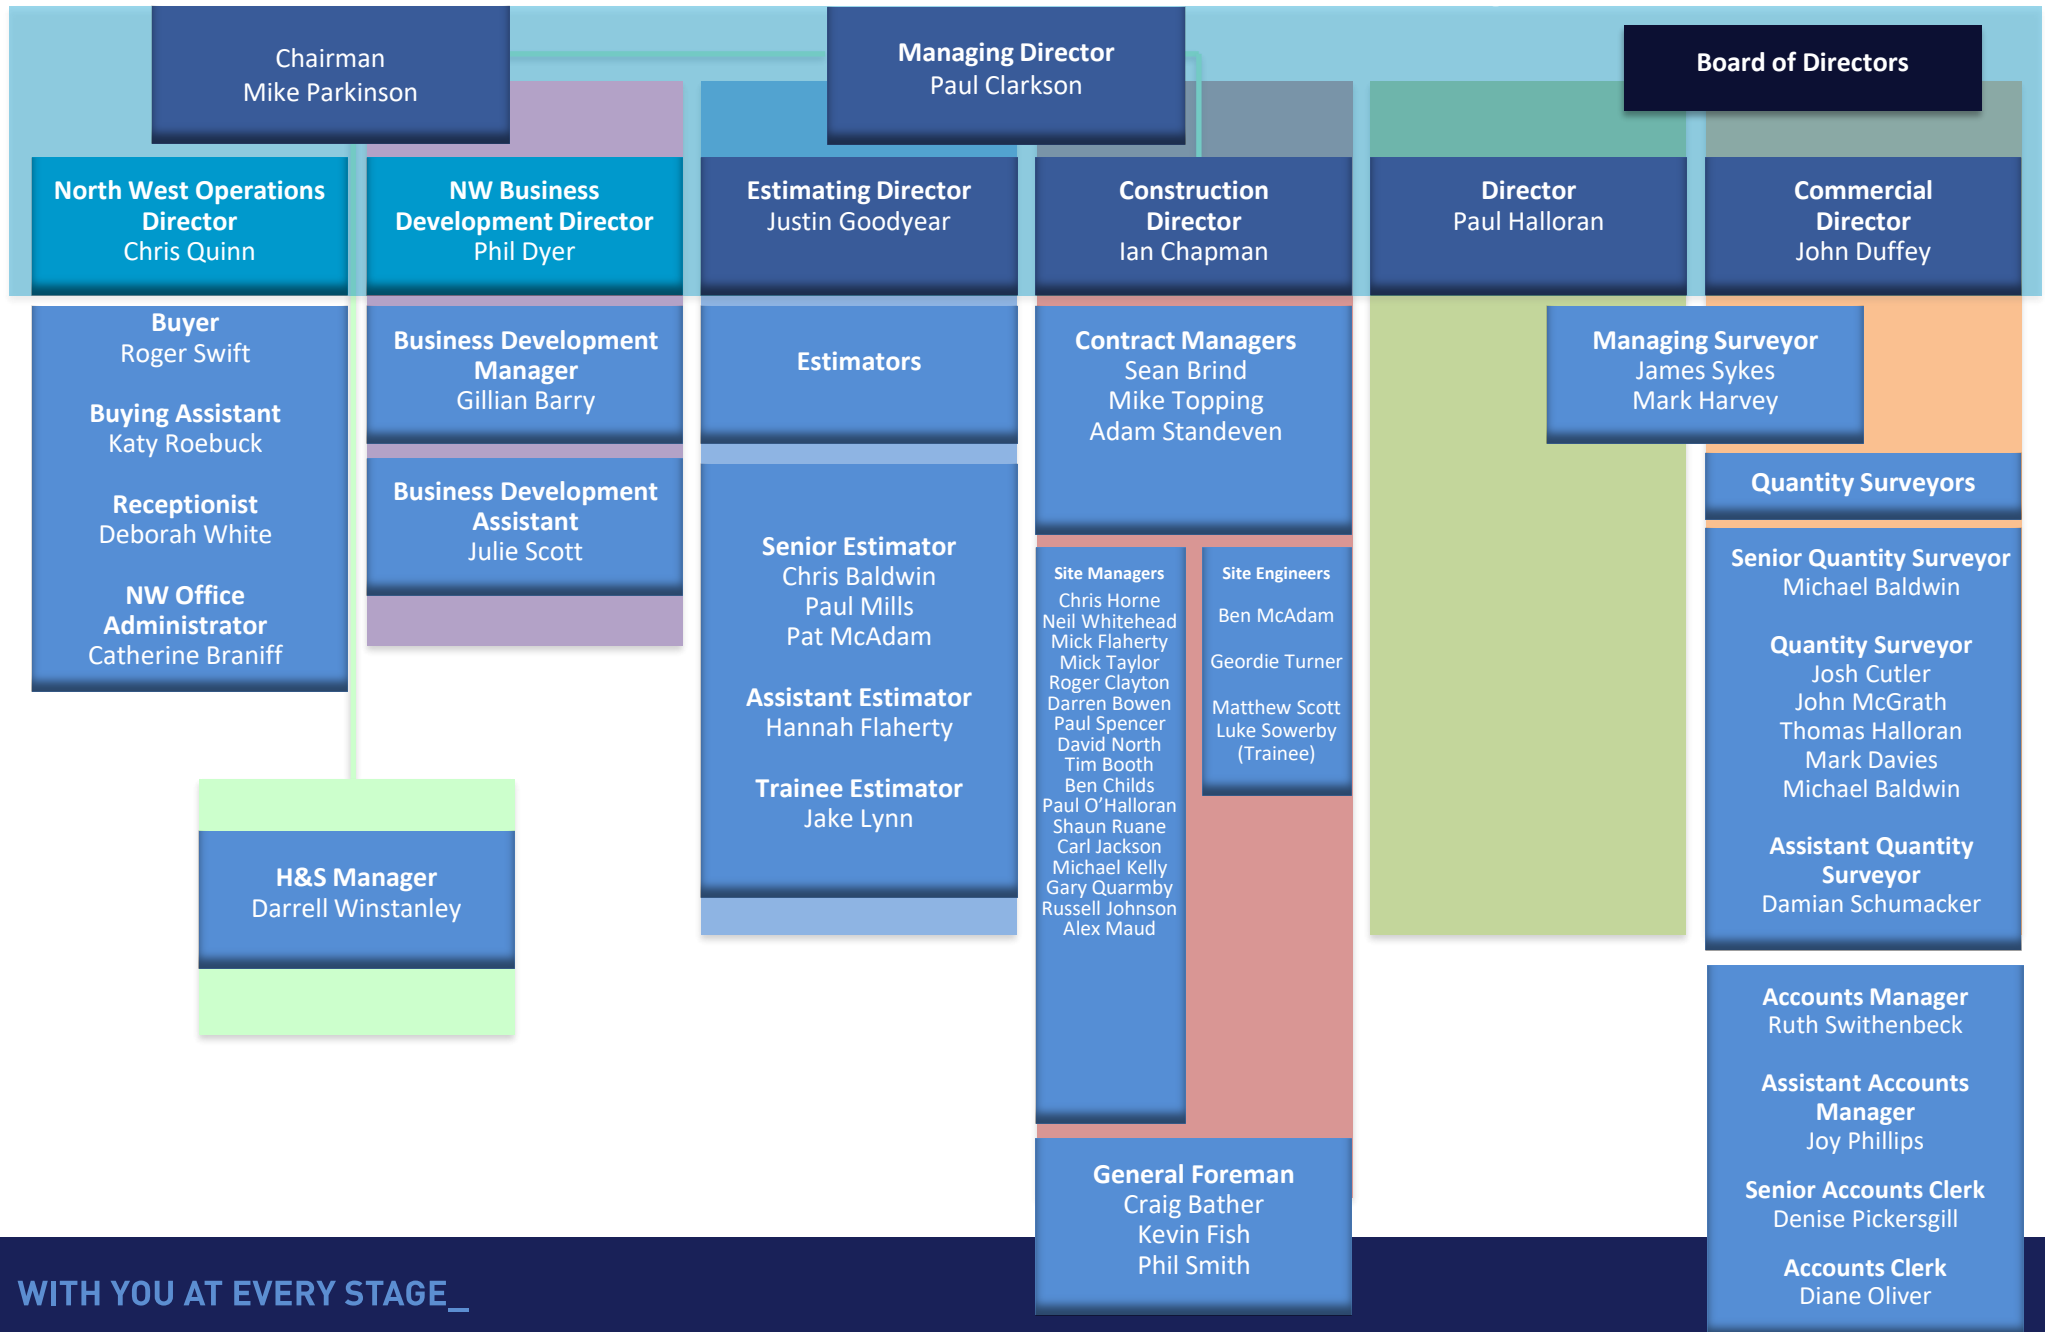 Chairman
Mike Parkinson
Managing Director
Paul Clarkson
Board of Directors
North West Operations
Director
Chris Quinn
NW Business
Development Director
Phil Dyer
Estimating Director
Justin Goodyear
Construction
Director
Ian Chapman
Director
Paul Halloran
Commercial
Director
John Duffey
Buyer
Roger Swift
Buying Assistant
Katy Roebuck
Receptionist
Deborah White
NW Office
Administrator
Catherine Braniff
Business Development
Manager
Gillian Barry
Business Development
Assistant
Julie Scott
Estimators
Senior Estimator
Chris Baldwin
Paul Mills
Pat McAdam
Assistant Estimator
Hannah Flaherty
Trainee Estimator
Jake Lynn
Contract Managers
Sean Brind
Mike Topping
Adam Standeven
Site Managers
Chris Horne
Neil Whitehead
Mick Flaherty
Mick Taylor
Roger Clayton
Darren Bowen
Paul Spencer
David North
Tim Booth
Ben Childs
Paul O’Halloran
Shaun Ruane
Carl Jackson
Michael Kelly
Gary Quarmby
Russell Johnson
Alex Maud
Site Engineers
Ben McAdam
Geordie Turner
Matthew Scott
Luke Sowerby
(Trainee)
General Foreman
Craig Bather
Kevin Fish
Phil Smith
Managing Surveyor
James Sykes
Mark Harvey
Quantity Surveyors
Senior Quantity Surveyor
Michael Baldwin
Quantity Surveyor
Josh Cutler
John McGrath
Thomas Halloran
Mark Davies
Michael Baldwin
Assistant Quantity
Surveyor
Damian Schumacker
Accounts Manager
Ruth Swithenbeck
Assistant Accounts
Manager
Joy Phillips
Senior Accounts Clerk
Denise Pickersgill
Accounts Clerk
Diane Oliver
H&S Manager
Darrell Winstanley
WITH YOU AT EVERY STAGE_